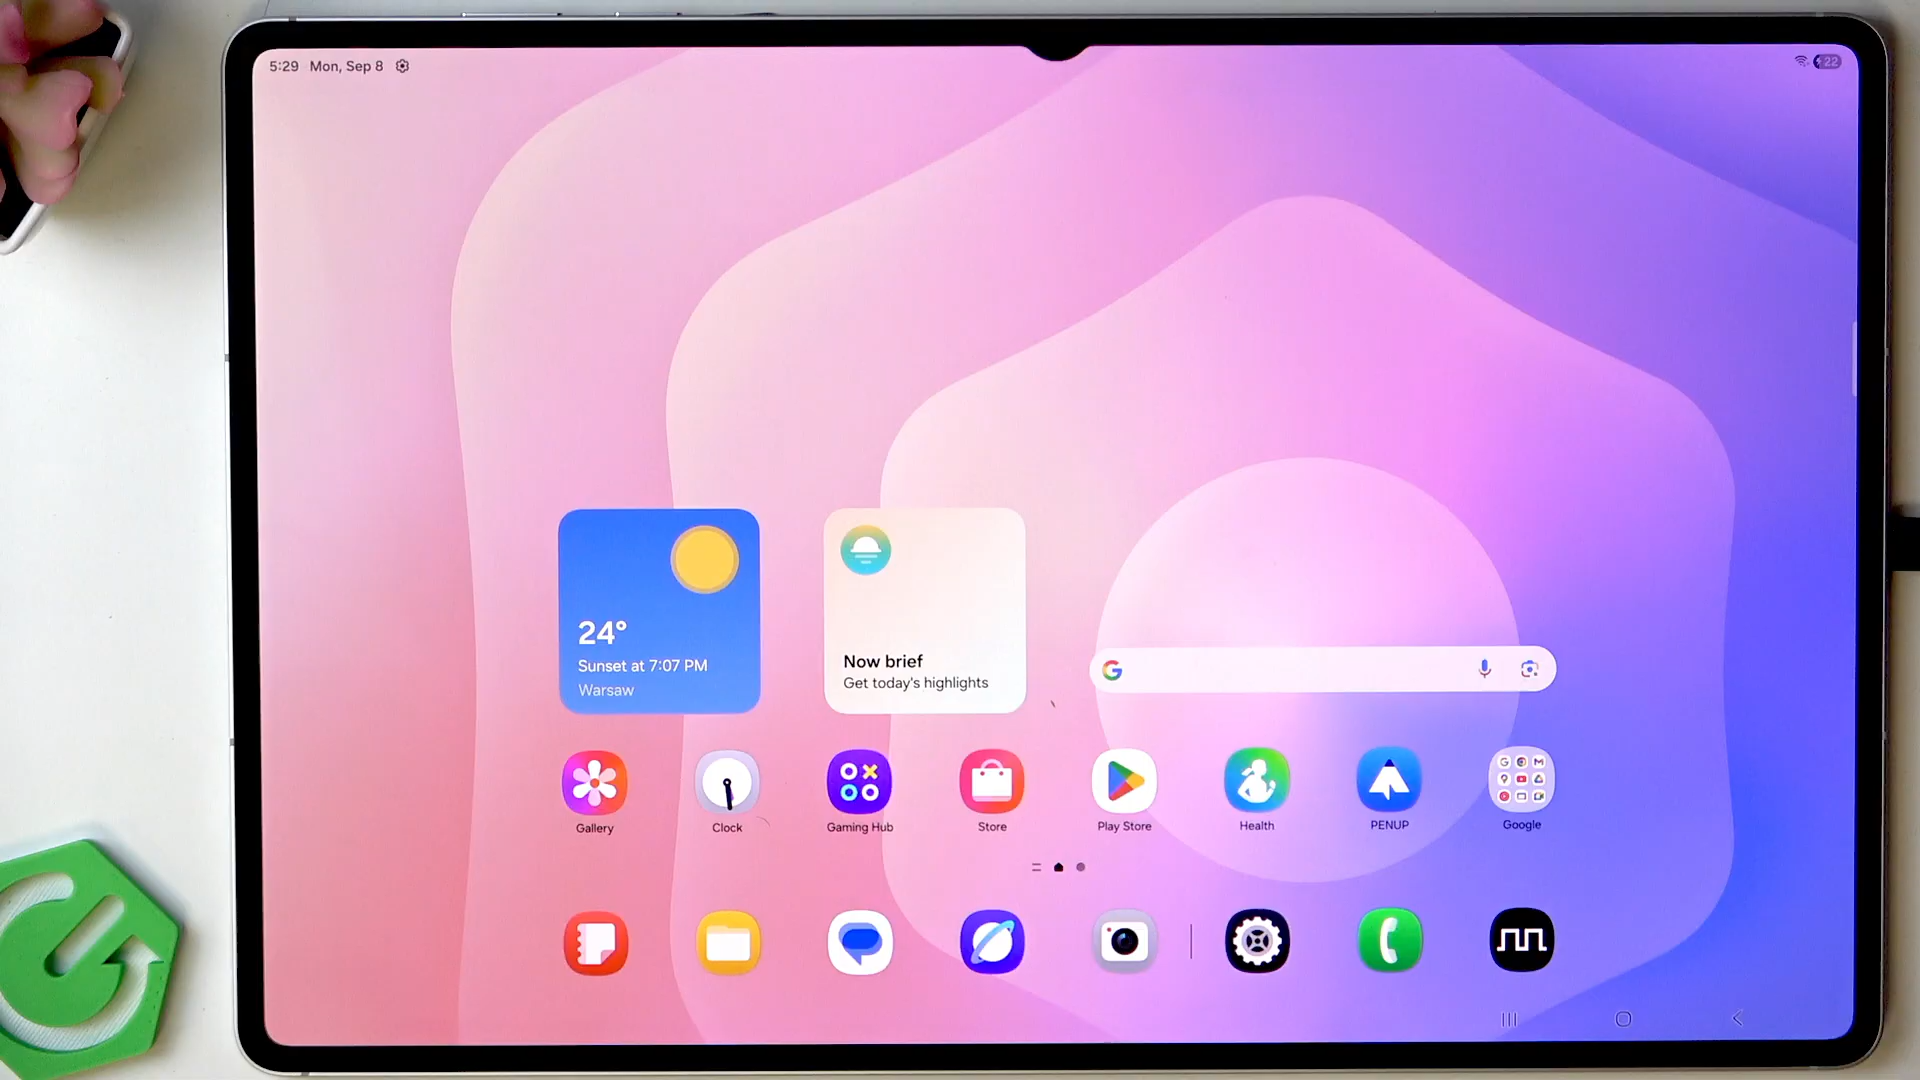 5:29 Mon, Sep 8
22
24°
Sunset at 7:07 PM
Warsaw
Now brief
Get today's highlights
Gallery
Clock
Gaming Hub
Store
Play Store
Health
PENUP
Google